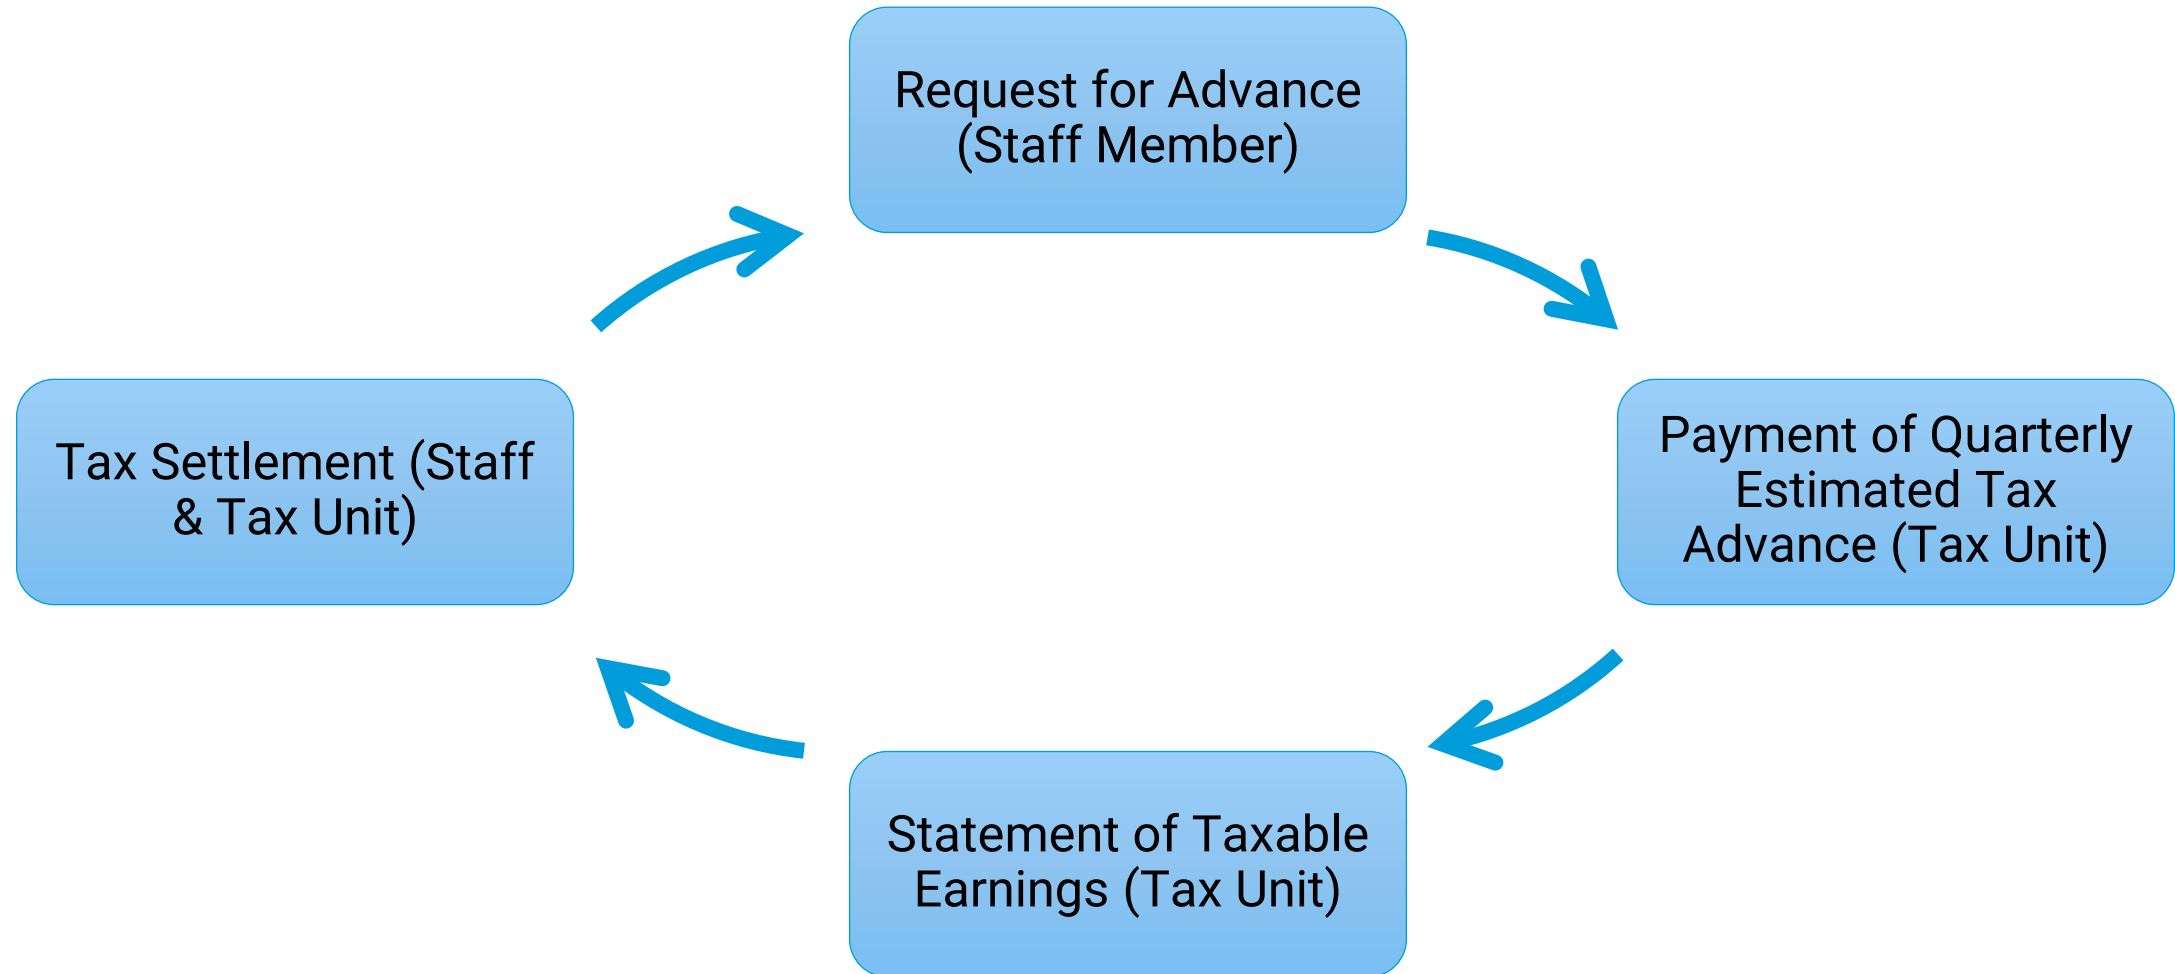 Request for Advance
(Staff Member)
Payment of Quarterly
Estimated Tax
Advance (Tax Unit)
Statement of Taxable
Earnings (Tax Unit)
Tax Settlement (Staff
& Tax Unit)